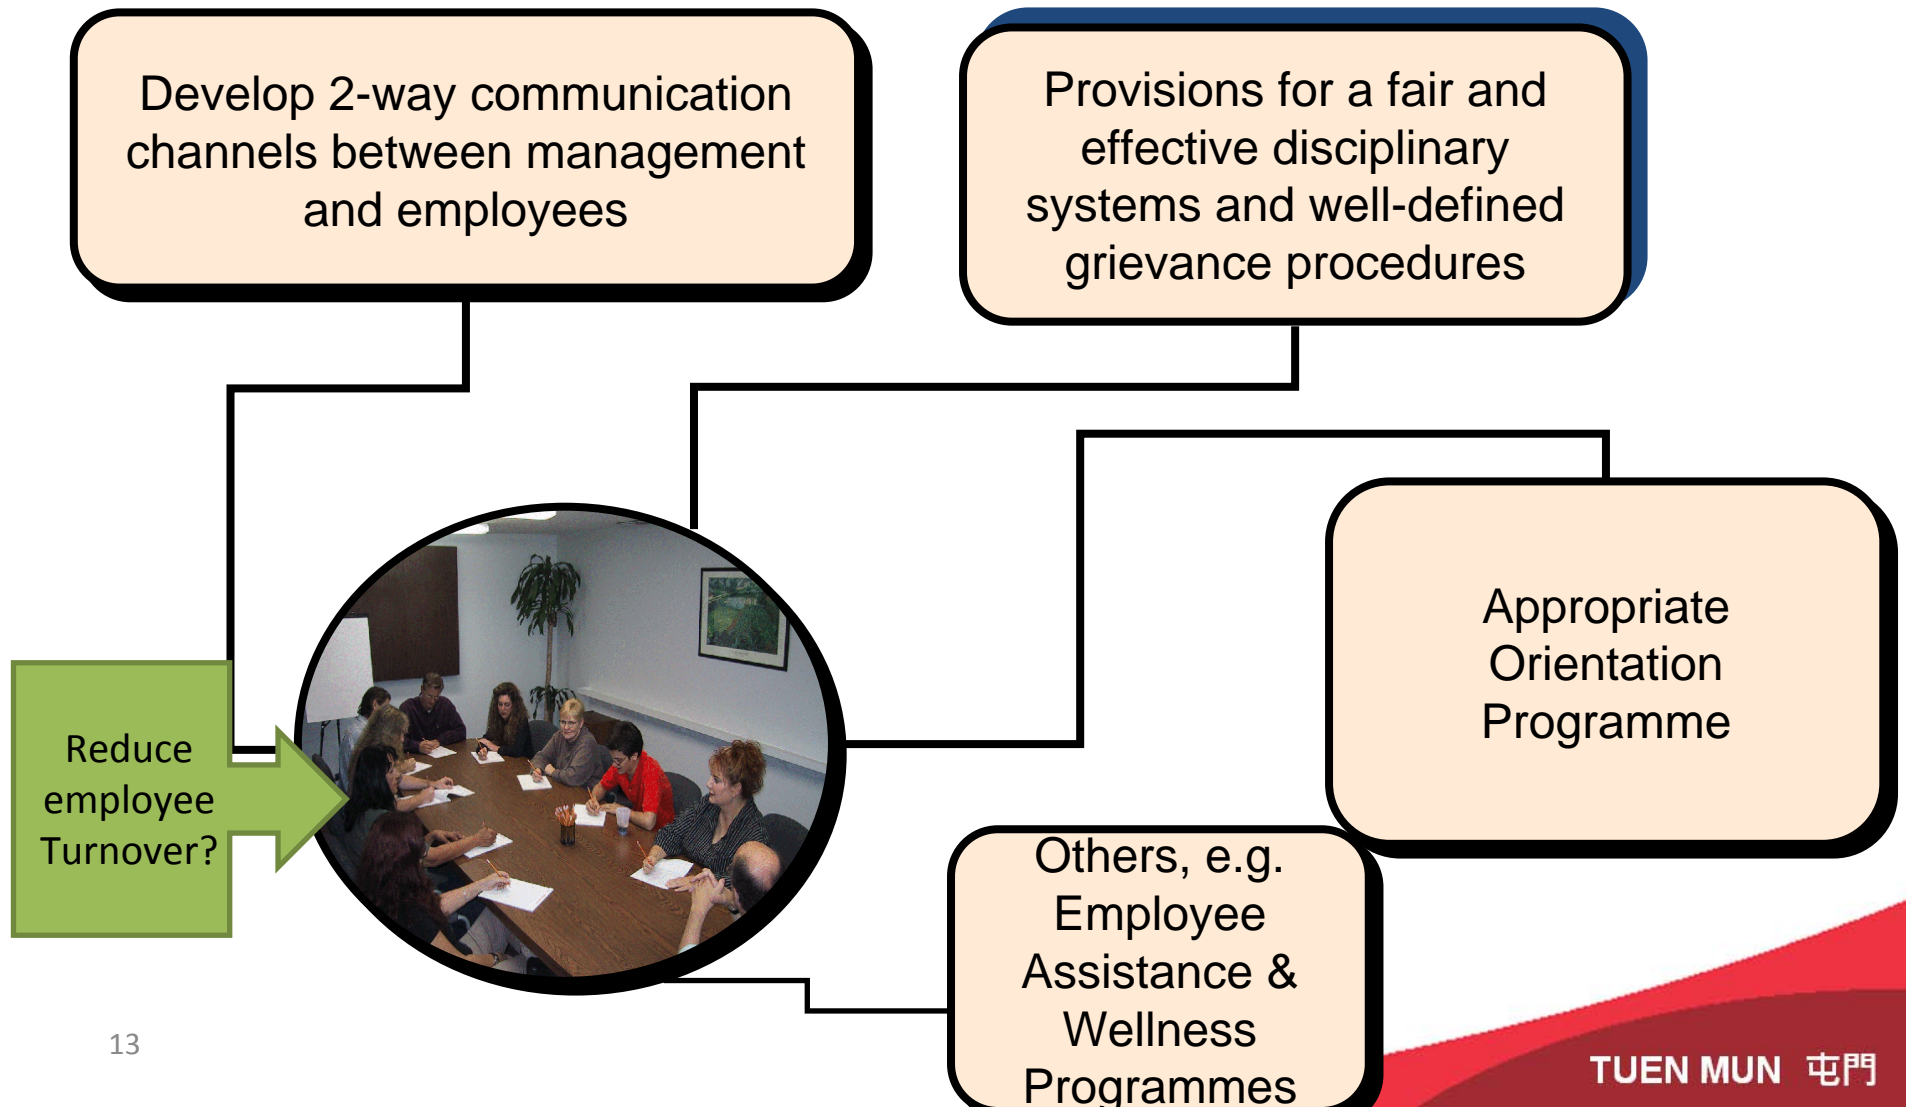 Develop 2-way communication
channels between management
and employees
Provisions for a fair and
effective disciplinary
systems and well-defined
grievance procedures
Appropriate
Orientation
Programme
Reduce
employee
Turnover?
Others, e.g.
Employee
Assistance &
Wellness
Programmes
13
TUEN MUN 屯門